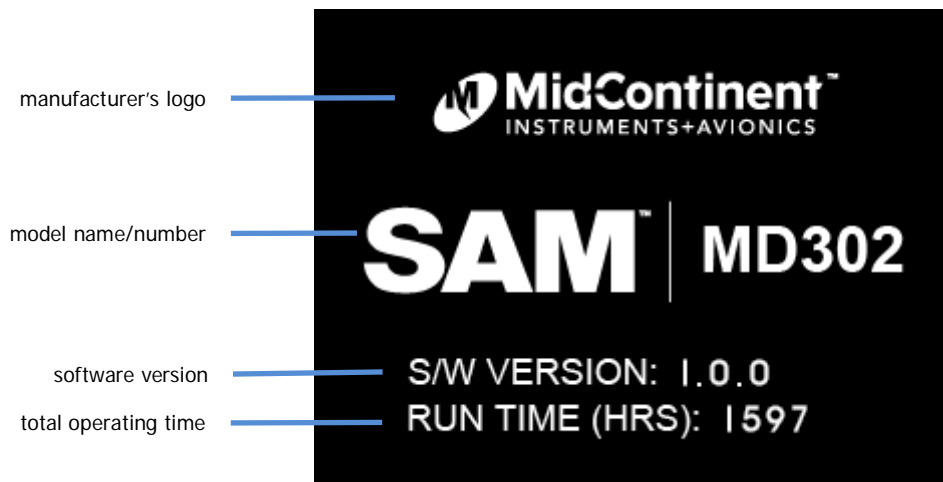 manufacturer's logo
MidContinent™
INSTRUMENTS+AVIONICS
model name/number
SAM™ MD302
software version
S/W VERSION: 1.0.0
total operating time
RUN TIME (HRS): 1597